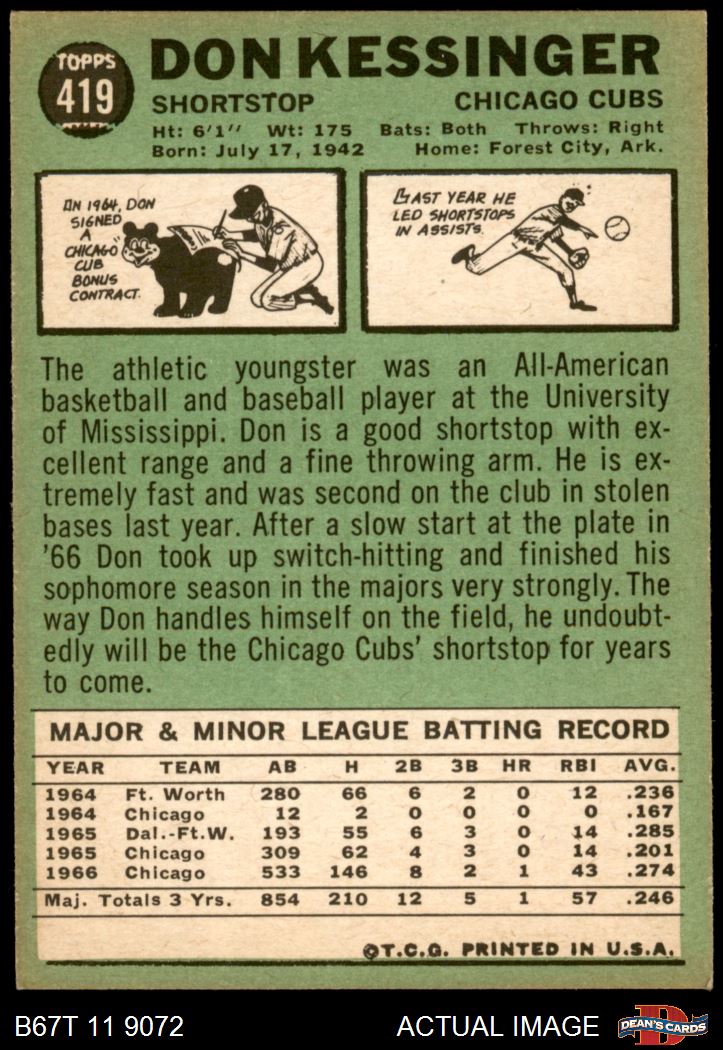 TOPPS
419
DON KESSINGER
SHORTSTOP CHICAGO CUBS
Ht: 6'1" Wt: 175 Bats: Both Throws: Right
Born: July 17, 1942 Home: Forest City, Ark.
IN 1964, DON
SIGNED
A
CHICAGO
CUB
BONUS
CONTRACT.
LAST YEAR HE
LED SHORTSTOPS
IN ASSISTS.
The athletic youngster was an All-American
basketball and baseball player at the University
of Mississippi. Don is a good shortstop with ex-
cellent range and a fine throwing arm. He is ex-
tremely fast and was second on the club in stolen
bases last year. After a slow start at the plate in
'66 Don took up switch-hitting and finished his
sophomore season in the majors very strongly. The
way Don handles himself on the field, he undoubt-
edly will be the Chicago Cubs' shortstop for years
to come.
MAJOR & MINOR LEAGUE BATTING RECORD
YEAR TEAM AB H 2B 3B HR RBI AVG.
1964 Ft. Worth 280 66 6 2 0 12 .236
1964 Chicago 12 2 0 0 0 0 .167
1965 Dal.-Ft.W. 193 55 6 3 0 14 .285
1965 Chicago 309 62 4 3 0 14 .201
1966 Chicago 533 146 8 2 1 43 .274
Maj. Totals 3 Yrs. 854 210 12 5 1 57 .246
©T.C.G. PRINTED IN U.S.A.
B67T 11 9072 ACTUAL IMAGE
D
DEAN'S CARDS